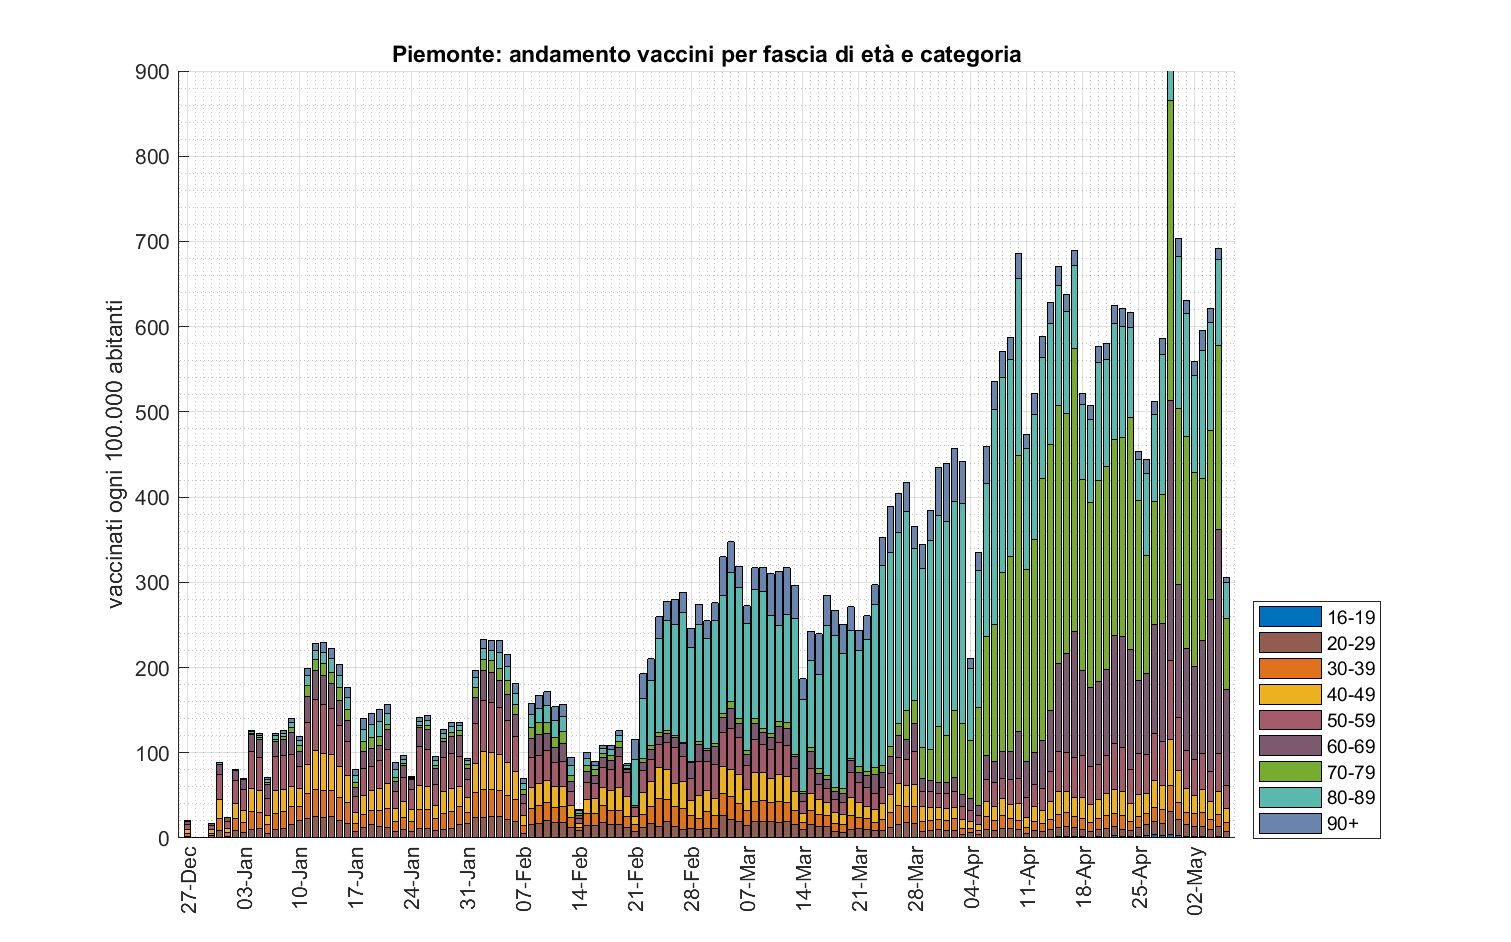 Piemonte: andamento vaccini per fascia di età e categoria
vaccinati ogni 100.000 abitanti
900
800
700
600
500
400
300
200
100
0
27-Dec
03-Jan
10-Jan
17-Jan
24-Jan
31-Jan
07-Feb
14-Feb
21-Feb
28-Feb
07-Mar
14-Mar
21-Mar
28-Mar
04-Apr
11-Apr
18-Apr
25-Apr
02-May
16-19
20-29
30-39
40-49
50-59
60-69
70-79
80-89
90+